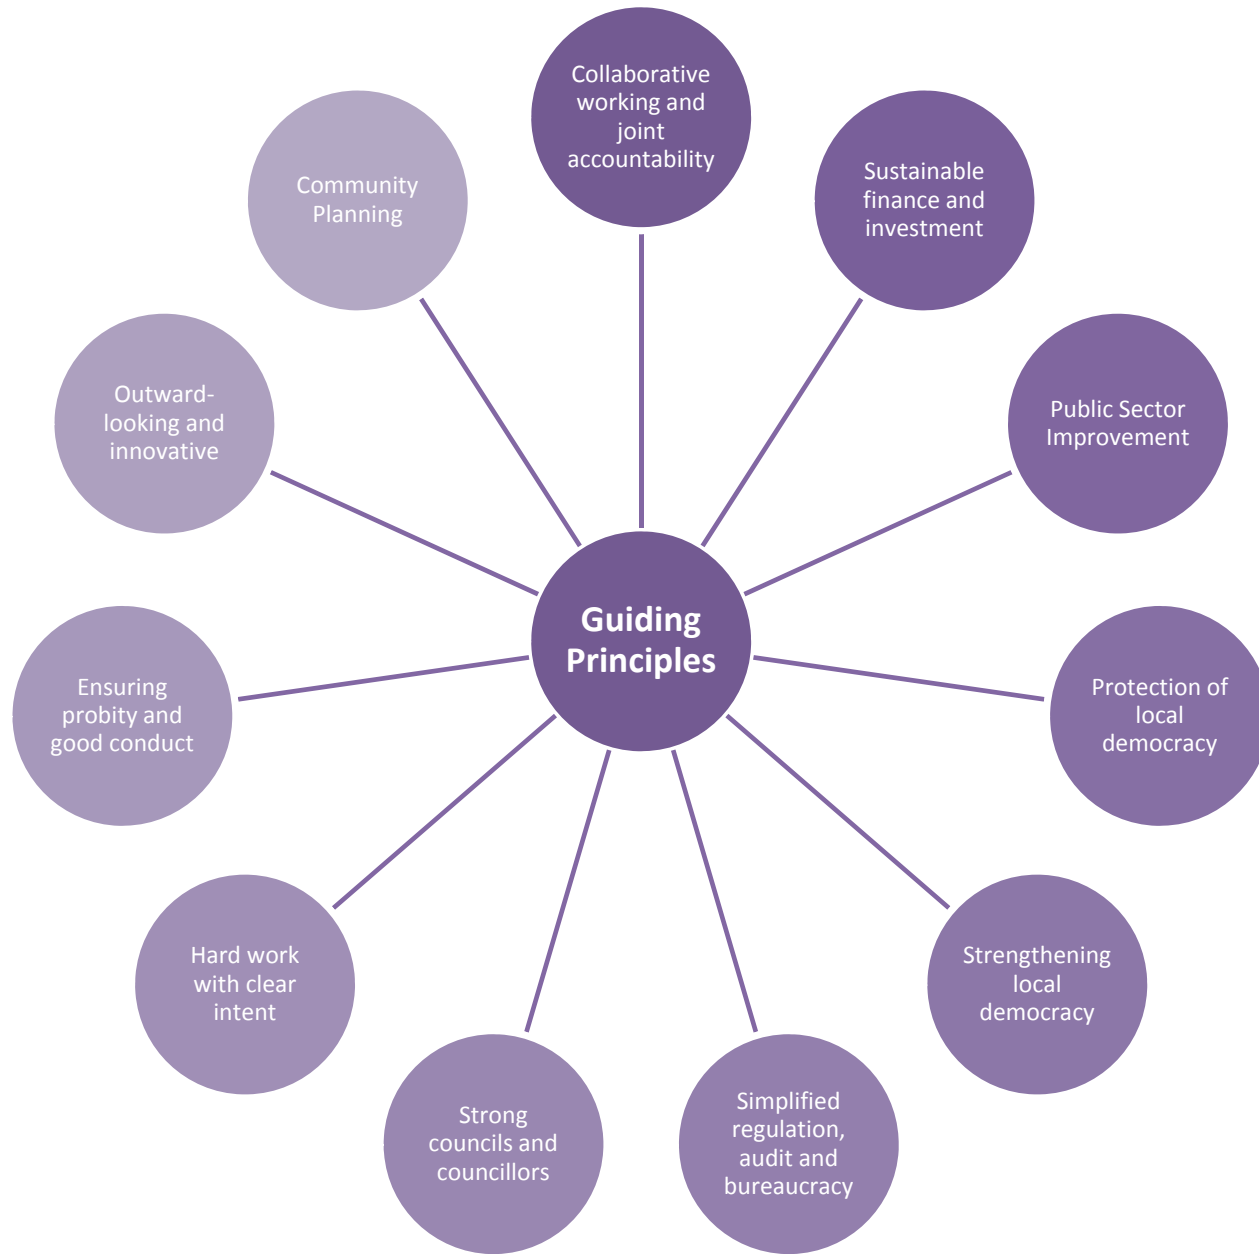 Collaborative
working and
joint
accountability
Sustainable
finance and
investment
Public Sector
Improvement
Protection of
local
democracy
Strengthening
local
democracy
Simplified
regulation,
audit and
bureaucracy
Strong
councils and
councillors
Hard work
with clear
intent
Ensuring
probity and
good conduct
Outward-
looking and
innovative
Community
Planning
Guiding
Principles